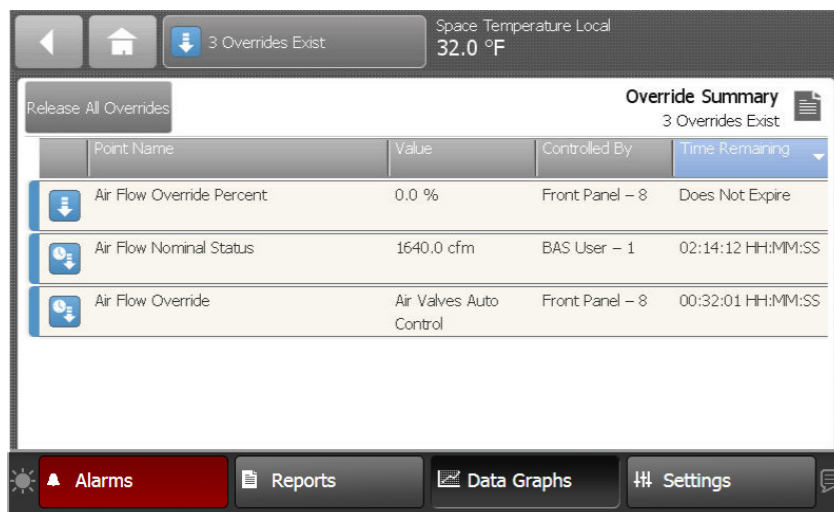 3 Overrides Exist
Space Temperature Local
32.0 °F
Release All Overrides
Override Summary
3 Overrides Exist
Point Name Value Controlled By Time Remaining
Air Flow Override Percent 0.0 % Front Panel – 8 Does Not Expire
Air Flow Nominal Status 1640.0 cfm BAS User – 1 02:14:12 HH:MM:SS
Air Flow Override Air Valves Auto Front Panel – 8 00:32:01 HH:MM:SS
Control
Alarms Reports Data Graphs Settings